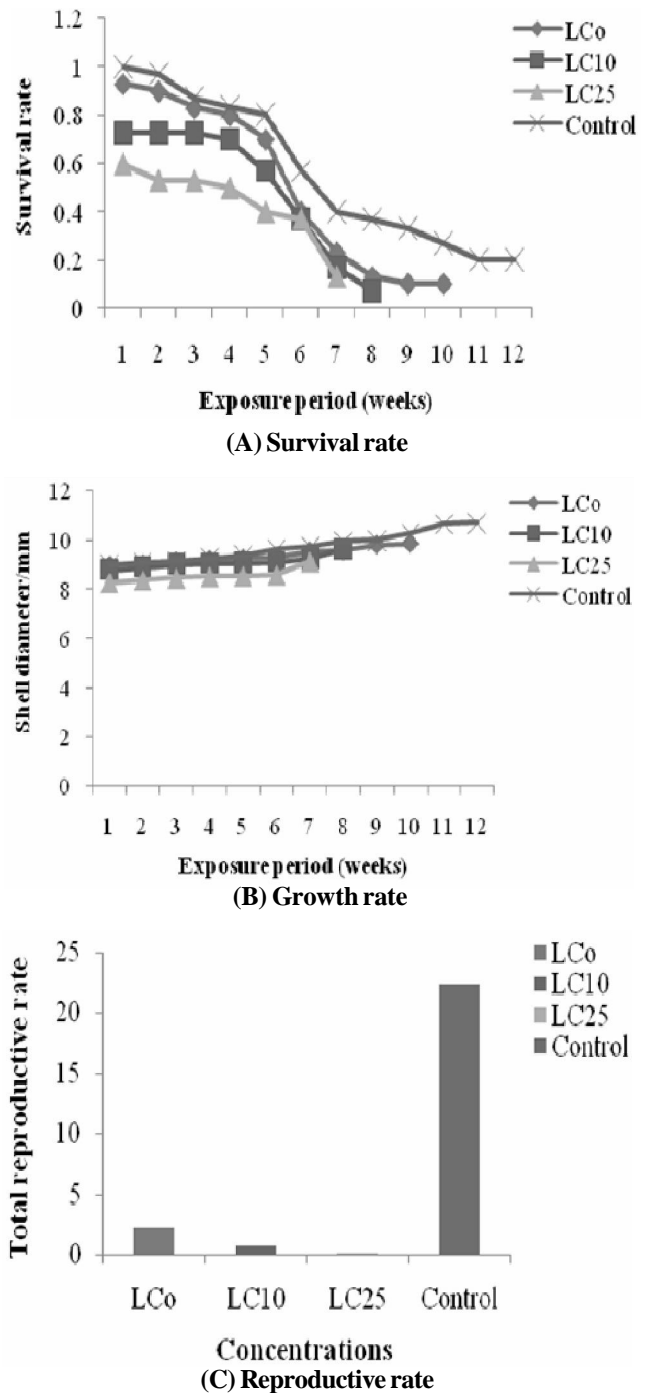 1.2
1
0.8
0.6
0.4
0.2
0
Survival rate
LCo
LC10
LC25
Control
1 2 3 4 5 6 7 8 9 10 11 12
Exposure period (weeks)
(A) Survival rate
12
10
8
6
4
2
0
Shell diameter/mm
LCo
LC10
LC25
Control
1 2 3 4 5 6 7 8 9 10 11 12
Exposure period (weeks)
(B) Growth rate
25
20
15
10
5
0
Total reproductive rate
LCo
LC10
LC25
Control
LCo LC10 LC25 Control
Concentrations
(C) Reproductive rate